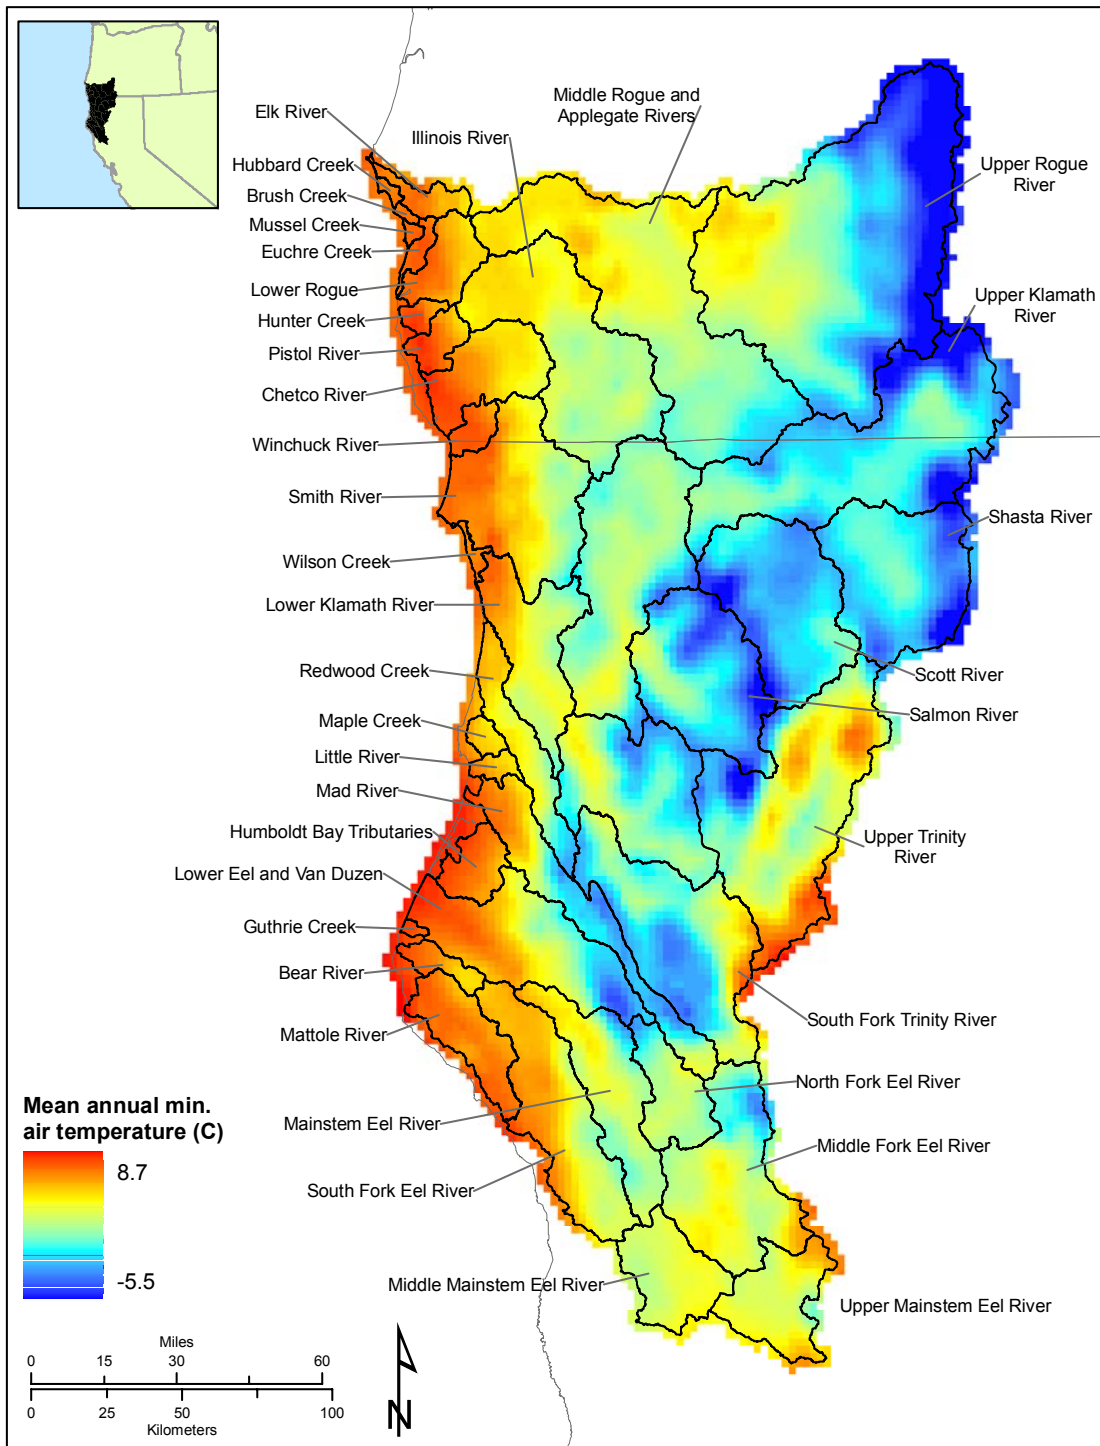 Elk River
Middle Rogue and
Applegate Rivers
Illinois River
Hubbard Creek
Upper Rogue
River
Brush Creek
Mussel Creek
Euchre Creek
Lower Rogue
Upper Klamath
River
Hunter Creek
Pistol River
Chetco River
Winchuck River
Smith River
Shasta River
Wilson Creek
Lower Klamath River
Redwood Creek
Scott River
Salmon River
Maple Creek
Little River
Mad River
Humboldt Bay Tributaries
Upper Trinity
River
Lower Eel and Van Duzen
Guthrie Creek
Bear River
South Fork Trinity River
Mattole River
North Fork Eel River
Mainstem Eel River
Middle Fork Eel River
South Fork Eel River
Middle Mainstem Eel River
Upper Mainstem Eel River
Mean annual min.
air temperature (C)
8.7
-5.5
Miles
0 15 30 60
0 25 50 100
Kilometers
N